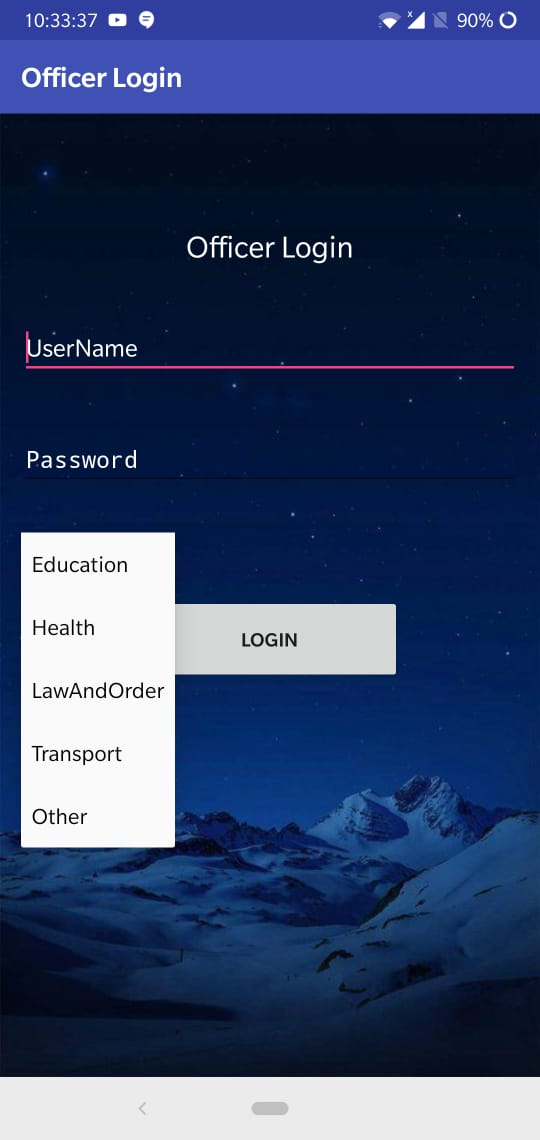 10:33:37 90%
Officer Login
Officer Login
UserName
Password
Education
Health
LOGIN
LawAndOrder
Transport
Other